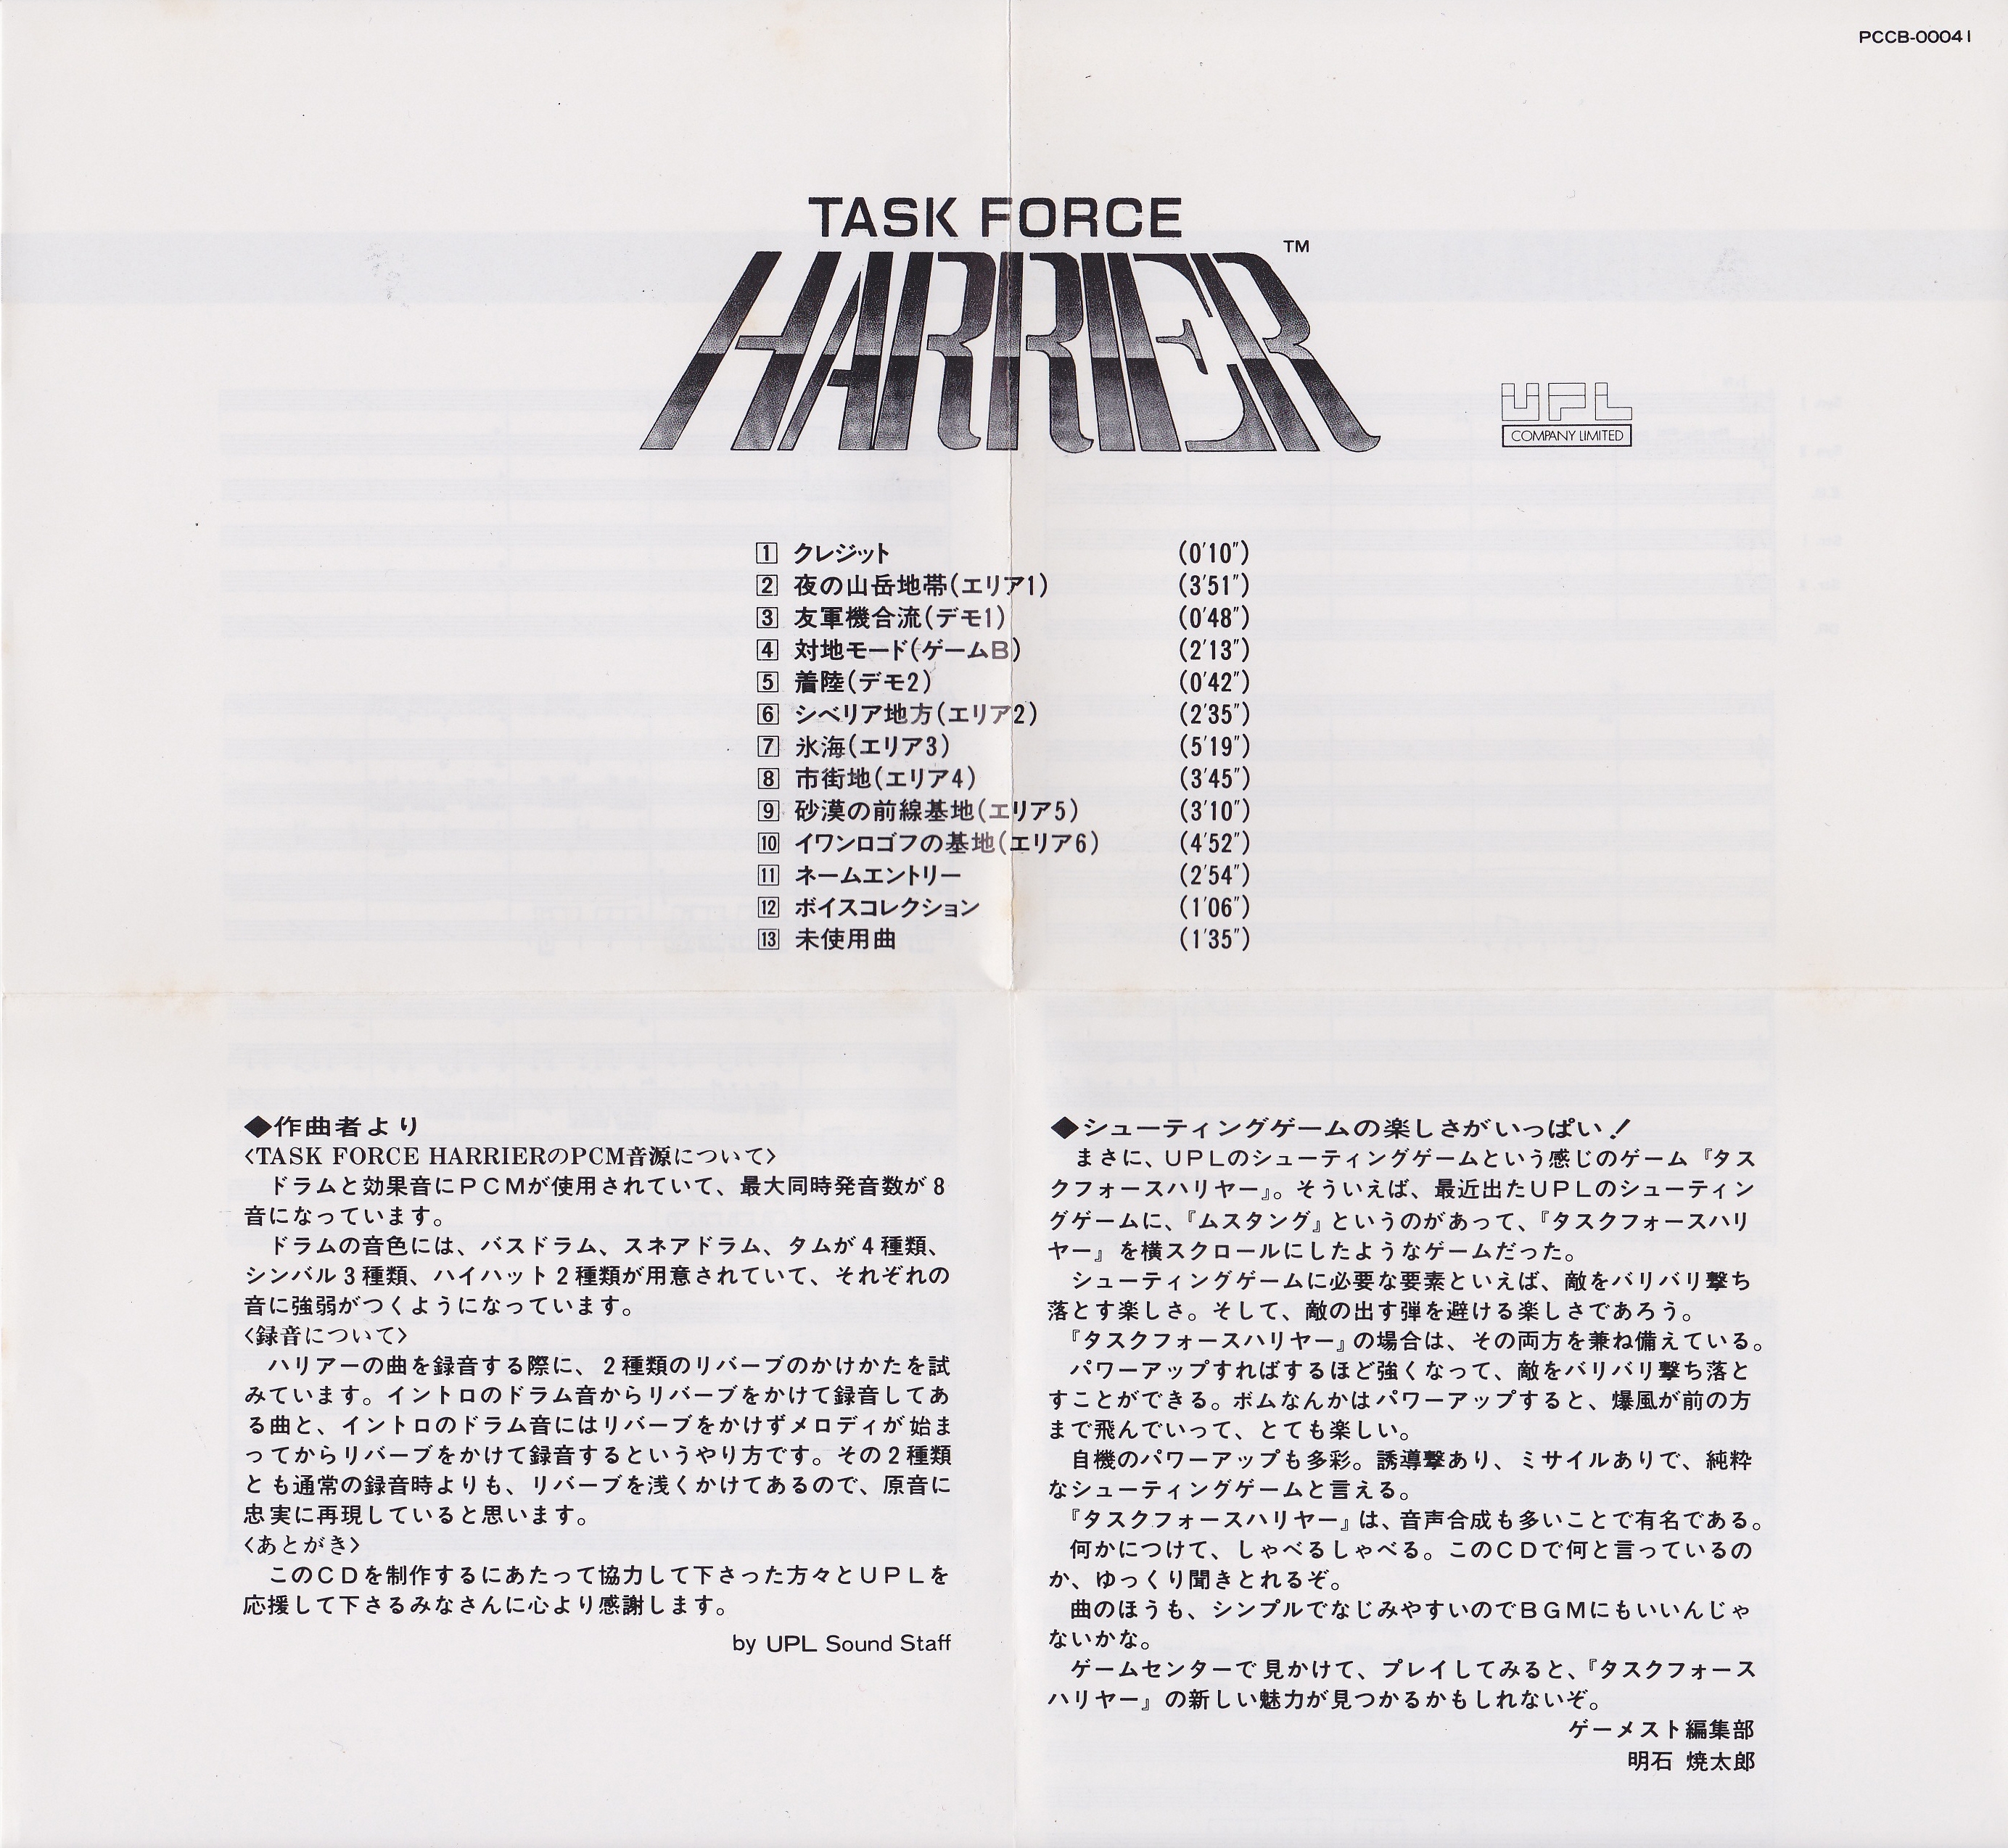 PCCB-00041
TASK FORCE
HARRIER™
UPL
COMPANY LIMITED
1 クレジット (0'10")
2 夜の山岳地帯(エリア1) (3'51")
3 友軍機合流(デモ1) (0'48")
4 対地モード(ゲームB) (2'13")
5 着陸(デモ2) (0'42")
6 シベリア地方(エリア2) (2'35")
7 氷海(エリア3) (5'19")
8 市街地(エリア4) (3'45")
9 砂漠の前線基地(エリア5) (3'10")
10 イワンロゴフの基地(エリア6) (4'52")
11 ネームエントリー (2'54")
12 ボイスコレクション (1'06")
13 未使用曲 (1'35")
◆作曲者より
〈TASK FORCE HARRIERのPCM音源について〉
ドラムと効果音にPCMが使用されていて、最大同時発音数が8
音になっています。
ドラムの音色には、バスドラム、スネアドラム、タムが4種類、
シンバル3種類、ハイハット2種類が用意されていて、それぞれの
音に強弱がつくようになっています。
〈録音について〉
ハリアーの曲を録音する際に、2種類のリバーブのかけかたを試
みています。イントロのドラム音からリバーブをかけて録音してあ
る曲と、イントロのドラム音にはリバーブをかけずメロディが始ま
ってからリバーブをかけて録音するというやり方です。その2種類
とも通常の録音時よりも、リバーブを浅くかけてあるので、原音に
忠実に再現していると思います。
〈あとがき〉
このCDを制作するにあたって協力して下さった方々とUPLを
応援して下さるみなさんに心より感謝します。
by UPL Sound Staff
◆シューティングゲームの楽しさがいっぱい！
まさに、UPLのシューティングゲームという感じのゲーム『タス
クフォースハリヤー』。そういえば、最近出たUPLのシューティン
グゲームに、『ムスタング』というのがあって、『タスクフォースハリ
ヤー』を横スクロールにしたようなゲームだった。
シューティングゲームに必要な要素といえば、敵をバリバリ撃ち
落とす楽しさ。そして、敵の出す弾を避ける楽しさであろう。
『タスクフォースハリヤー』の場合は、その両方を兼ね備えている。
パワーアップすればするほど強くなって、敵をバリバリ撃ち落と
すことができる。ボムなんかはパワーアップすると、爆風が前の方
まで飛んでいって、とても楽しい。
自機のパワーアップも多彩。誘導撃あり、ミサイルありで、純粋
なシューティングゲームと言える。
『タスクフォースハリヤー』は、音声合成も多いことで有名である。
何かにつけて、しゃべるしゃべる。このCDで何と言っているの
か、ゆっくり聞きとれるぞ。
曲のほうも、シンプルでなじみやすいのでBGMにもいいんじゃ
ないかな。
ゲームセンターで見かけて、プレイしてみると、『タスクフォース
ハリヤー』の新しい魅力が見つかるかもしれないぞ。
ゲーメスト編集部
明石 焼太郎